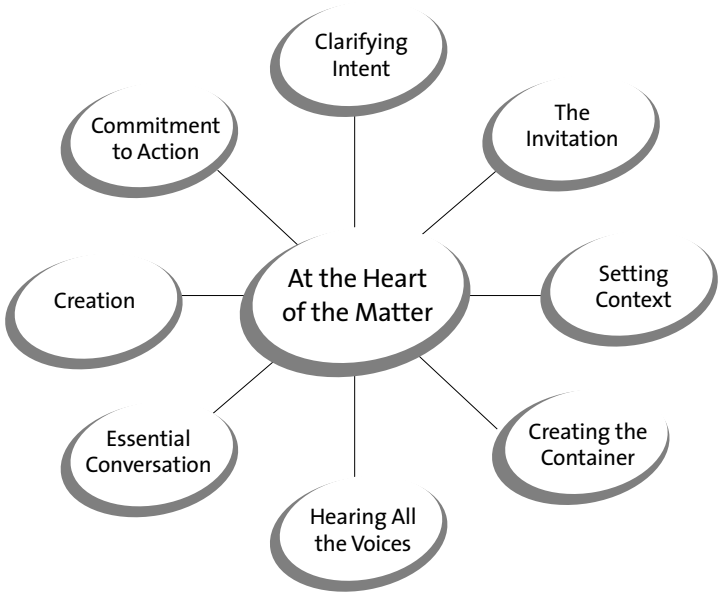 Clarifying
Intent
The
Invitation
Setting
Context
Creating the
Container
Hearing All
the Voices
Essential
Conversation
Creation
Commitment
to Action
At the Heart
of the Matter